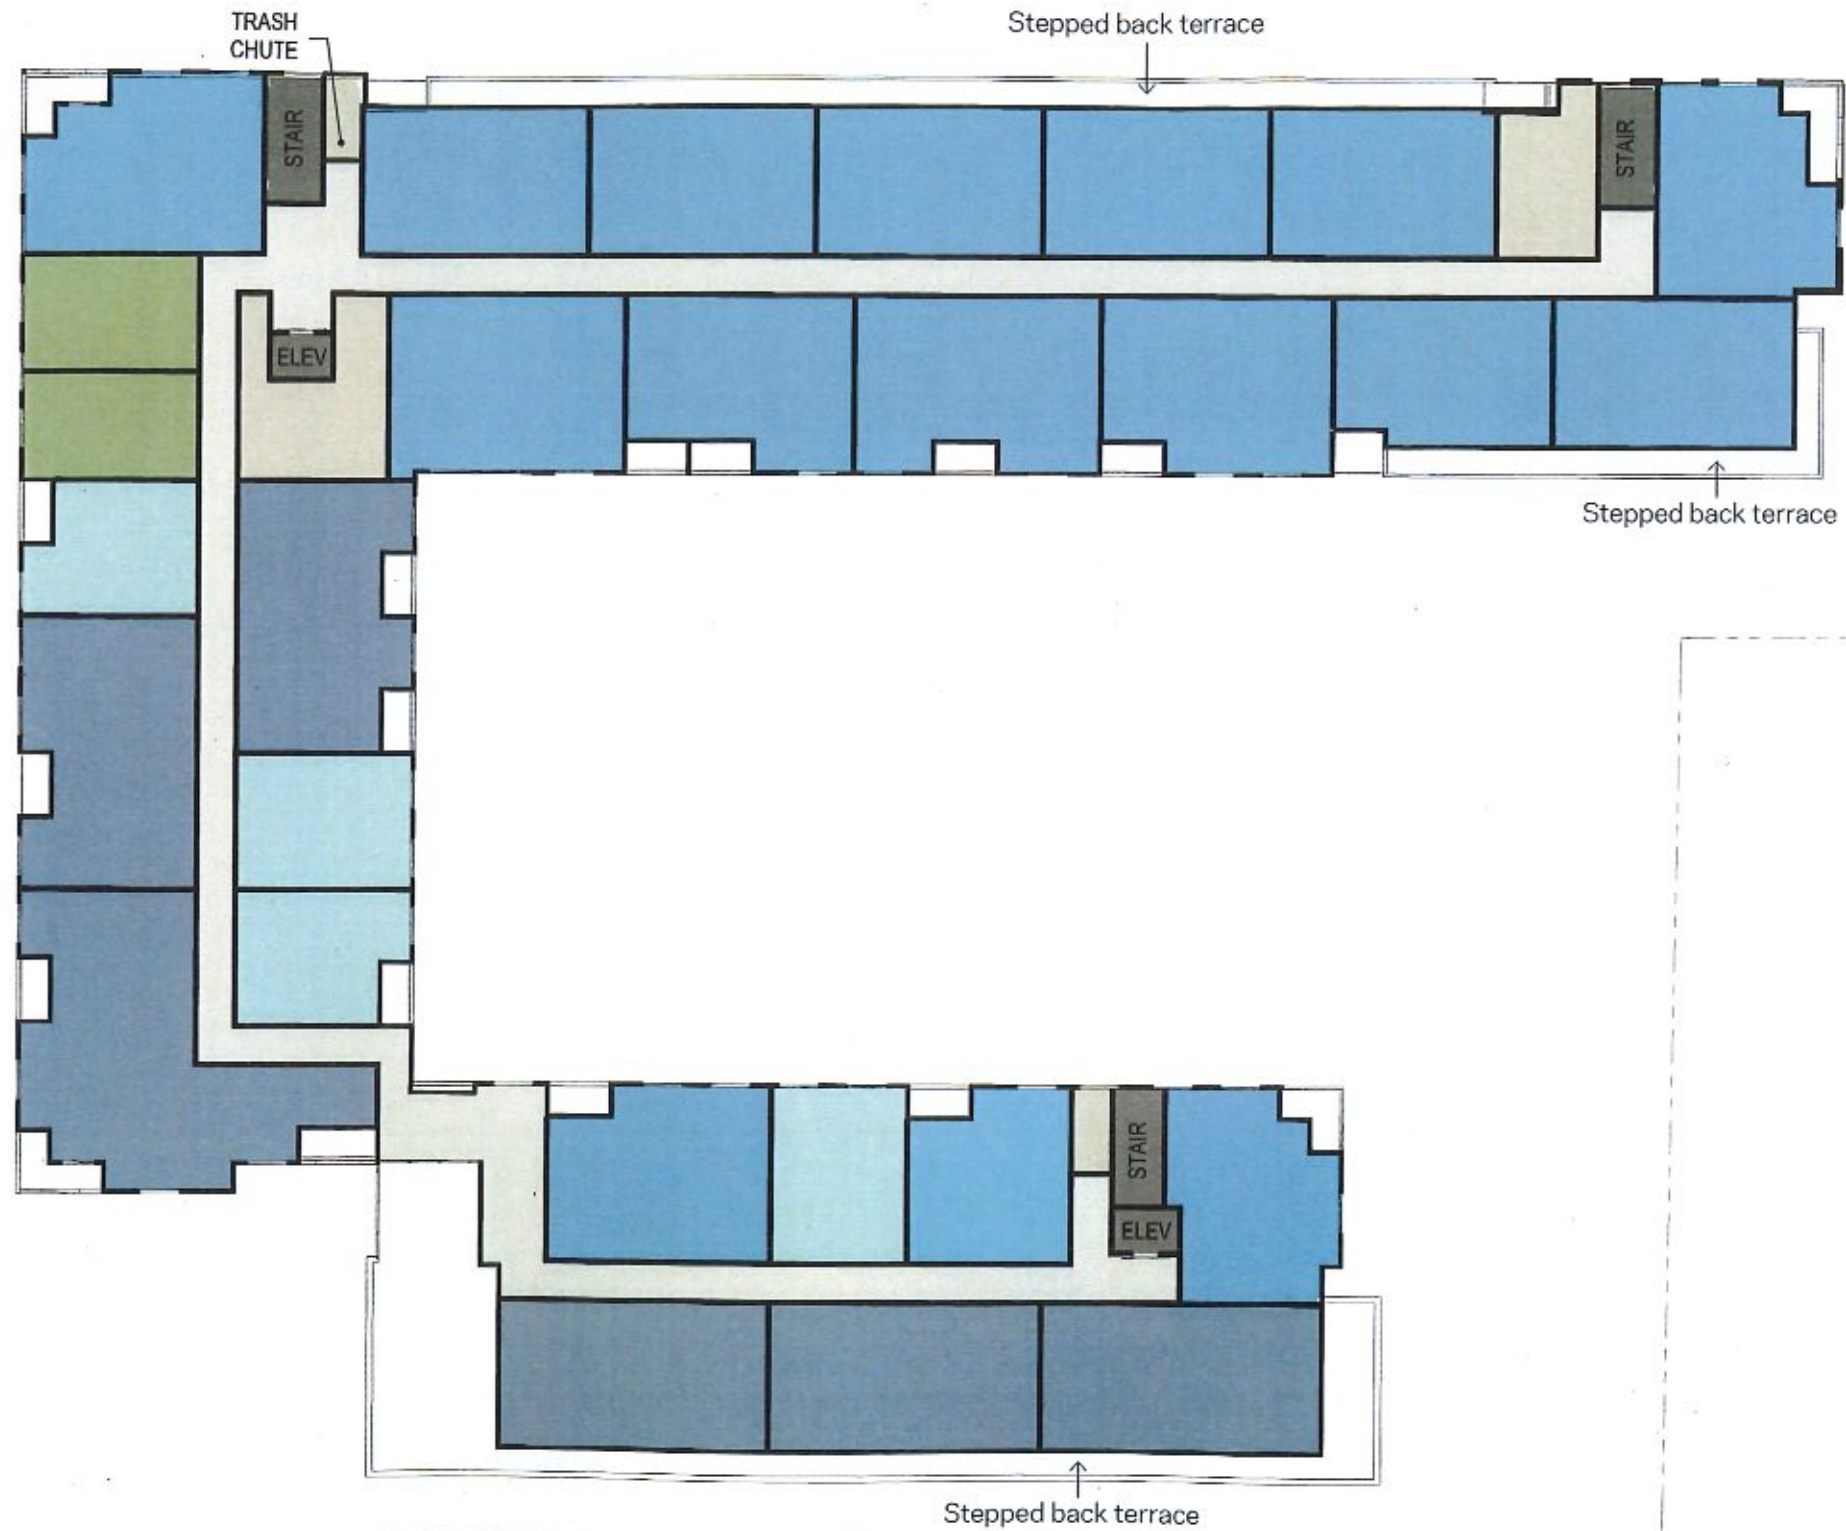 TRASH
CHUTE
Stepped back terrace
STAIR
STAIR
ELEV
Stepped back terrace
STAIR
ELEV
Stepped back terrace